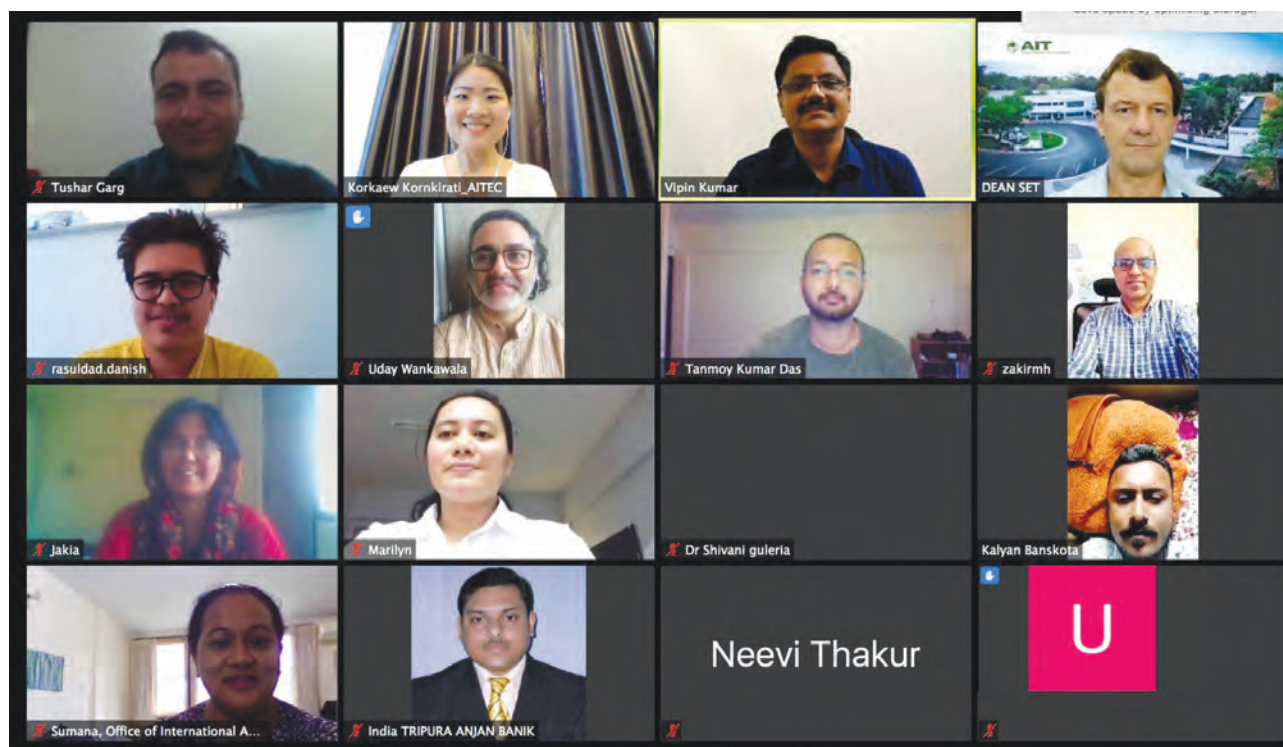 AIT
Tushar Garg
Korkaew Kornkirati_AITEC
Vipin Kumar
DEAN SET
rasuldad.danish
Uday Wankawala
Tanmoy Kumar Das
zakirmh
Jakia
Marilyn
Dr Shivani guleria
Kalyan Banskota
Sumana, Office of International A...
India TRIPURA ANJAN BANIK
Neevi Thakur
U